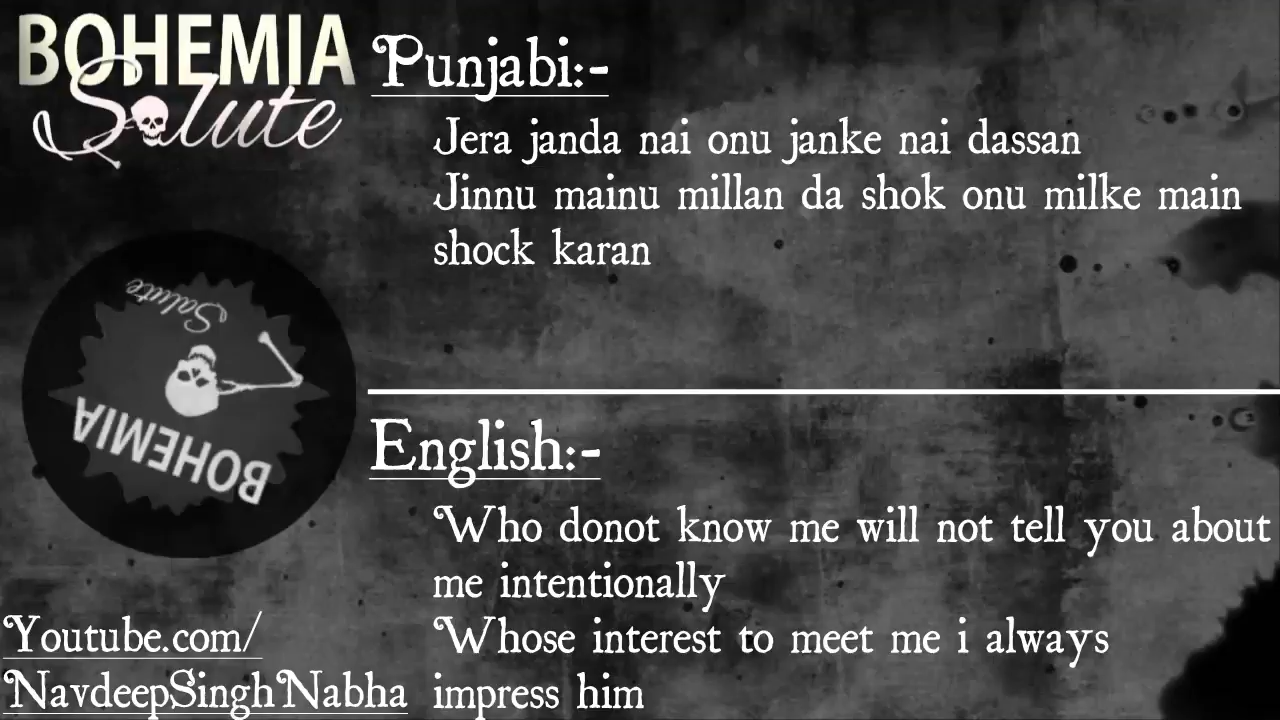 BOHEMIA
Salute
Punjabi:-
Jera janda nai onu janke nai dassan
Jinnu mainu millan da shok onu milke main
shock karan
Salute
BOHEMIA
English:-
Who donot know me will not tell you about
me intentionally
Whose interest to meet me i always
impress him
Youtube.com/
NavdeepSinghNabha